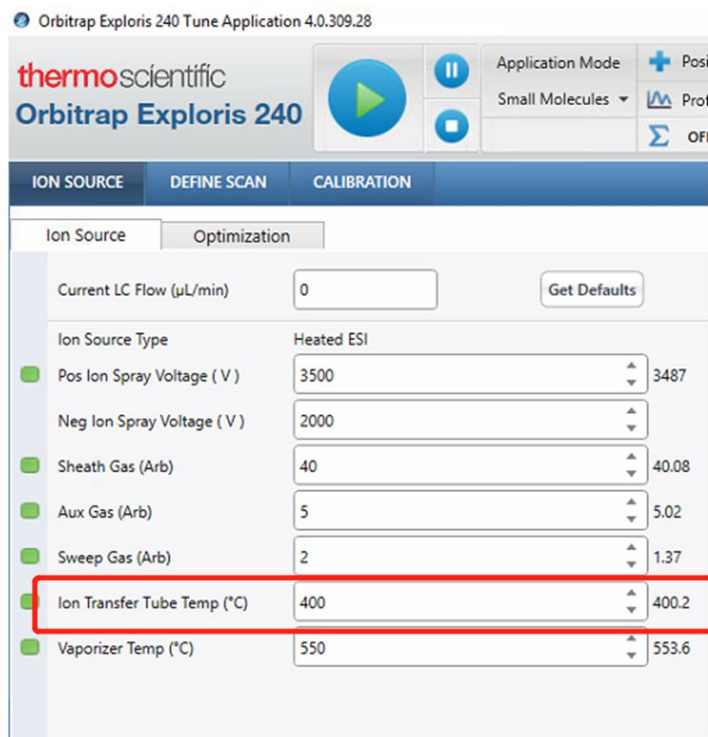 Orbitrap Exploris 240 Tune Application 4.0.309.28
thermoscientific
Orbitrap Exploris 240
Application Mode
Small Molecules
Posi
Prof
OFF
ION SOURCE DEFINE SCAN CALIBRATION
Ion Source Optimization
Current LC Flow (µL/min) 0 Get Defaults
Ion Source Type Heated ESI
Pos Ion Spray Voltage ( V ) 3500 3487
Neg Ion Spray Voltage ( V ) 2000
Sheath Gas (Arb) 40 40.08
Aux Gas (Arb) 5 5.02
Sweep Gas (Arb) 2 1.37
Ion Transfer Tube Temp (°C) 400 400.2
Vaporizer Temp (°C) 550 553.6